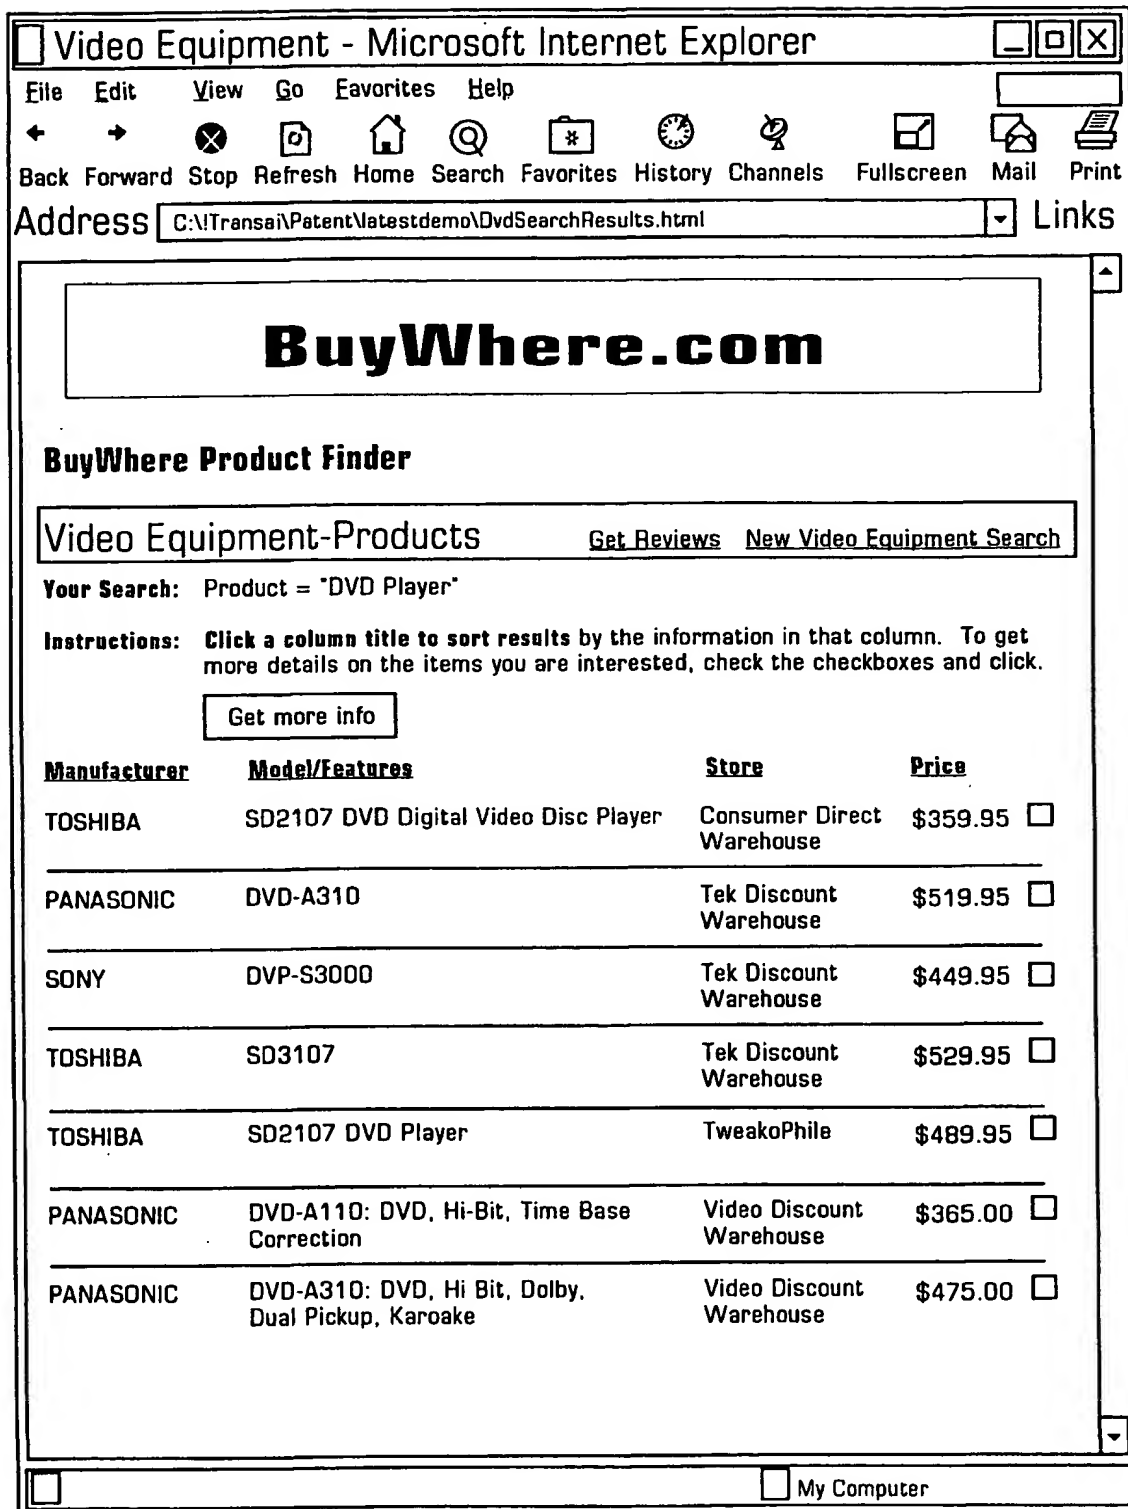 Video Equipment - Microsoft Internet Explorer
File Edit View Go Favorites Help
Back Forward Stop Refresh Home Search Favorites History Channels Fullscreen Mail Print
Address C:\!Transai\Patent\latestdemo\DvdSearchResults.html Links
BuyWhere.com
BuyWhere Product Finder
Video Equipment-Products Get Reviews New Video Equipment Search
Your Search: Product = "DVD Player"
Instructions: Click a column title to sort results by the information in that column. To get
more details on the items you are interested, check the checkboxes and click.
Get more info
Manufacturer Model/Features Store Price
TOSHIBA SD2107 DVD Digital Video Disc Player Consumer Direct $359.95
Warehouse
PANASONIC DVD-A310 Tek Discount $519.95
Warehouse
SONY DVP-S3000 Tek Discount $449.95
Warehouse
TOSHIBA SD3107 Tek Discount $529.95
Warehouse
TOSHIBA SD2107 DVD Player TweakoPhile $489.95
PANASONIC DVD-A110: DVD, Hi-Bit, Time Base Video Discount $365.00
Correction Warehouse
PANASONIC DVD-A310: DVD, Hi Bit, Dolby, Video Discount $475.00
Dual Pickup, Karoake Warehouse
My Computer